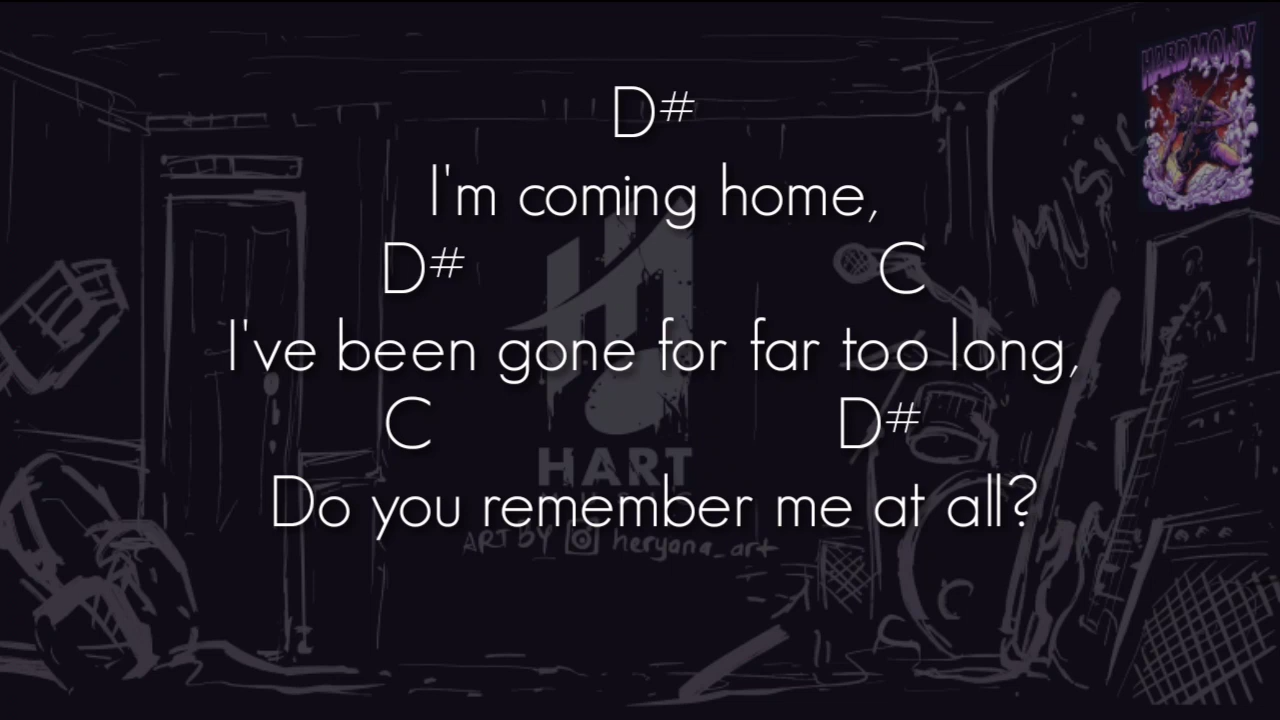 HARDMONY
D#
MUSIC
I'm coming home,
D# C
I've been gone for far too long,
C D#
HART
Do you remember me at all?
ART BY heryana_art